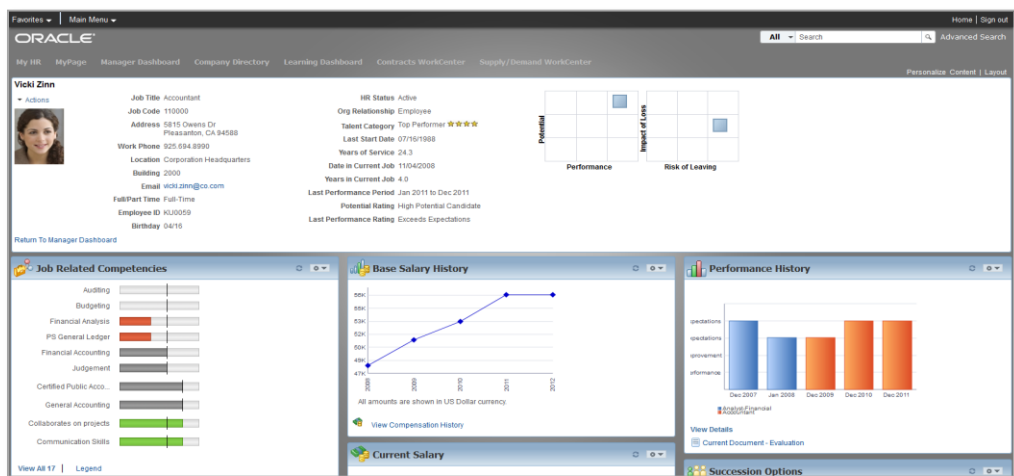 Favorites Main Menu Home Sign out
ORACLE All Search Advanced Search
My HR MyPage Manager Dashboard Company Directory Learning Dashboard Contracts WorkCenter Supply/Demand WorkCenter
Personalize Content | Layout
Vicki Zinn
Actions
Job Title Accountant
Job Code 110000
Address 5815 Owens Dr
Pleasanton, CA 94588
Work Phone 925.694.8990
Location Corporation Headquarters
Building 2000
Email vicki.zinn@co.com
Full/Part Time Full-Time
Employee ID KU0059
Birthday 04/16
HR Status Active
Org Relationship Employee
Talent Category Top Performer
Last Start Date 07/16/1988
Years of Service 24.3
Date in Current Job 11/04/2008
Years in Current Job 4.0
Last Performance Period Jan 2011 to Dec 2011
Potential Rating High Potential Candidate
Last Performance Rating Exceeds Expectations
Potential
Performance
Impact of Loss
Risk of Leaving
Return To Manager Dashboard
Job Related Competencies
Auditing
Budgeting
Financial Analysis
PS General Ledger
Financial Accounting
Judgement
Certified Public Acco...
General Accounting
Collaborates on projects
Communication Skills
View All 17 | Legend
Base Salary History
56K
53K
52K
50K
49K
47K
2008 2009 2010 2011 2012
All amounts are shown in US Dollar currency.
View Compensation History
Current Salary
Performance History
pectations
pectations
provement
rformance
Dec 2007 Jan 2008 Dec 2009 Dec 2010 Dec 2011
Analyst-Financial
Accountant
View Details
Current Document - Evaluation
Succession Options